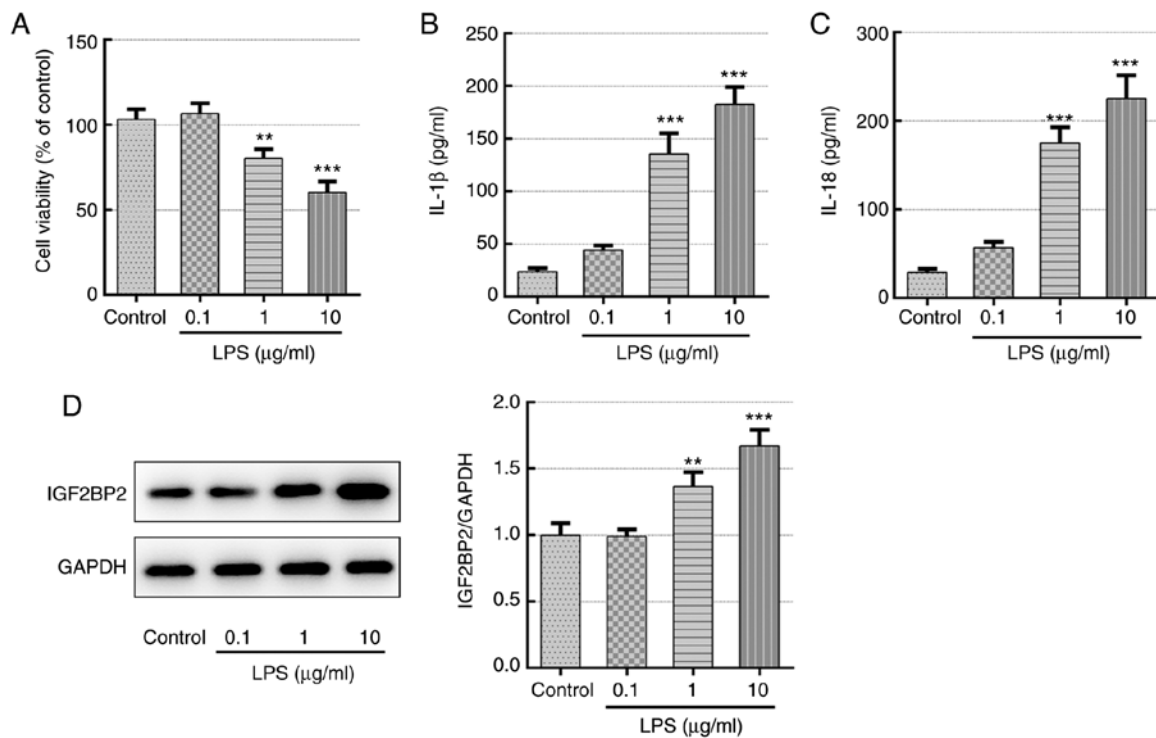 A
Cell viability (% of control)
150
100
50
0
**
***
Control 0.1 1 10
LPS (μg/ml)
B
IL-1β (pg/ml)
250
200
150
100
50
0
***
***
Control 0.1 1 10
LPS (μg/ml)
C
IL-18 (pg/ml)
300
200
100
0
***
***
Control 0.1 1 10
LPS (μg/ml)
D
IGF2BP2
GAPDH
Control 0.1 1 10
LPS (μg/ml)
IGF2BP2/GAPDH
2.0
1.5
1.0
0.5
0.0
**
***
Control 0.1 1 10
LPS (μg/ml)